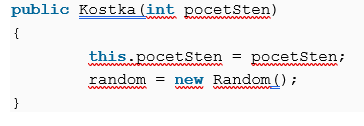 public Kostka(int pocetSten)
{
this.pocetSten = pocetSten;
random = new Random();
}